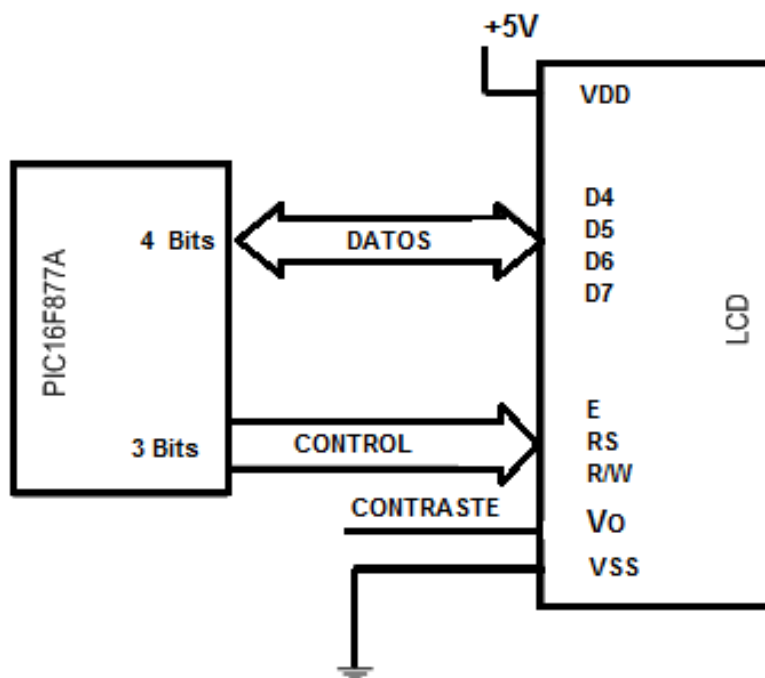 +5V
VDD
D4
4 Bits
DATOS
D5
D6
D7
PIC16F877A
LCD
E
3 Bits
CONTROL
RS
R/W
CONTRASTE
Vo
VSS